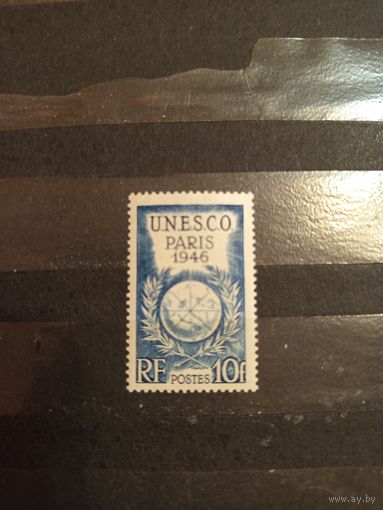 U.N.E.S.C.O.
PARIS
1946
RF POSTES 10f
www.ay.by